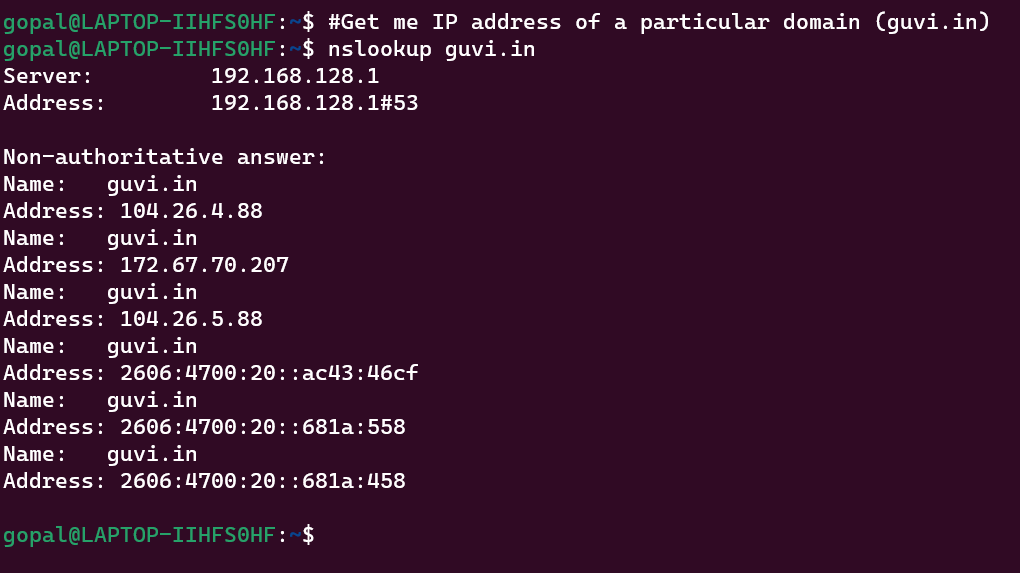 gopal@LAPTOP-IIHFS0HF:~$ #Get me IP address of a particular domain (guvi.in)
gopal@LAPTOP-IIHFS0HF:~$ nslookup guvi.in
Server:         192.168.128.1
Address:        192.168.128.1#53

Non-authoritative answer:
Name:   guvi.in
Address: 104.26.4.88
Name:   guvi.in
Address: 172.67.70.207
Name:   guvi.in
Address: 104.26.5.88
Name:   guvi.in
Address: 2606:4700:20::ac43:46cf
Name:   guvi.in
Address: 2606:4700:20::681a:558
Name:   guvi.in
Address: 2606:4700:20::681a:458

gopal@LAPTOP-IIHFS0HF:~$